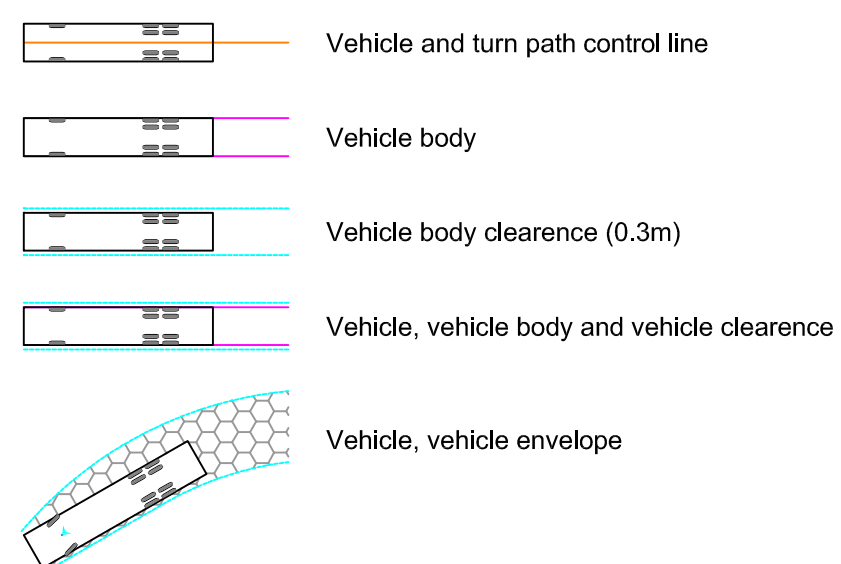 Vehicle and turn path control line
Vehicle body
Vehicle body clearence (0.3m)
Vehicle, vehicle body and vehicle clearence
Vehicle, vehicle envelope